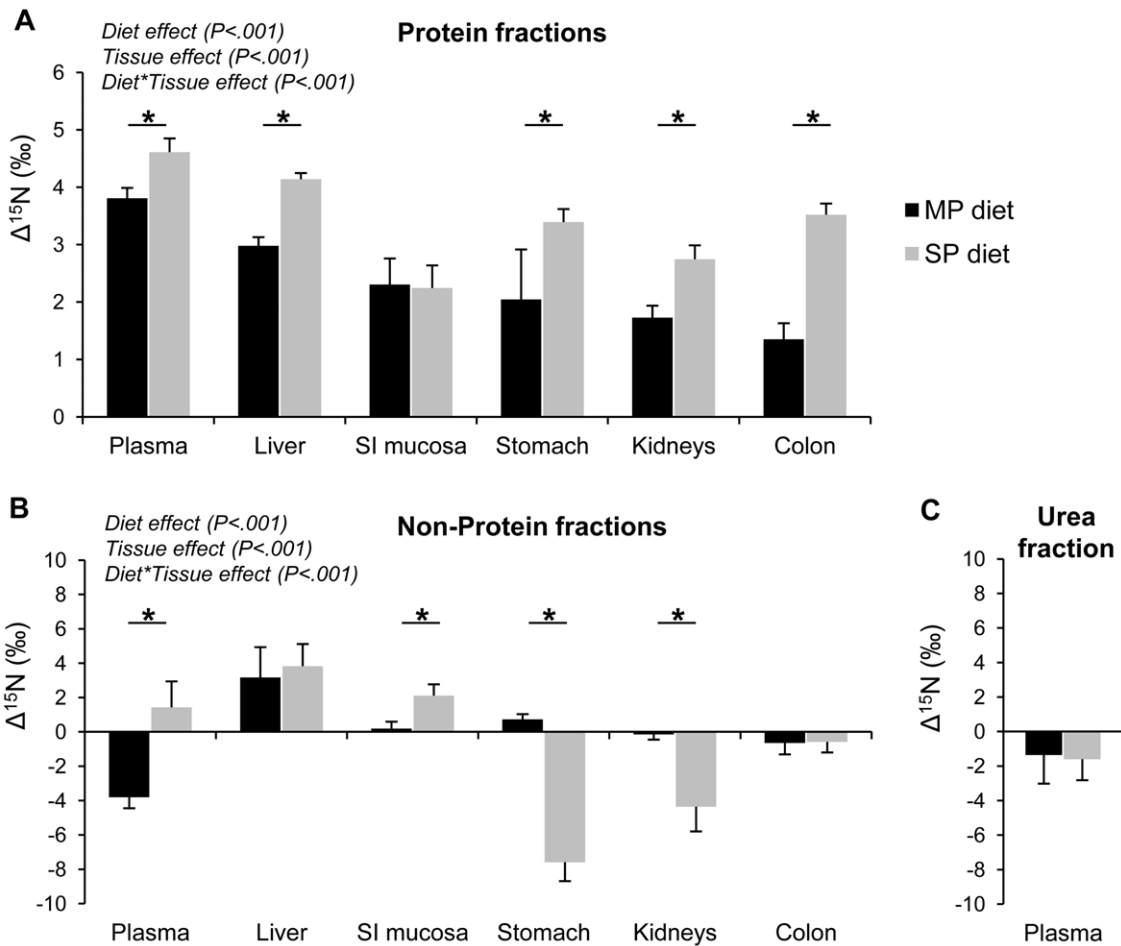 A
Diet effect (P<.001)
Tissue effect (P<.001)
Diet*Tissue effect (P<.001)
Protein fractions
Δ¹⁵N (‰)
6
5
4
3
2
1
0
* * * * *
Plasma Liver SI mucosa Stomach Kidneys Colon
MP diet
SP diet
B
Diet effect (P<.001)
Tissue effect (P<.001)
Diet*Tissue effect (P<.001)
Non-Protein fractions
Δ¹⁵N (‰)
10
8
6
4
2
0
-2
-4
-6
-8
-10
* * * *
Plasma Liver SI mucosa Stomach Kidneys Colon
C
Urea
fraction
Δ¹⁵N (‰)
10
8
6
4
2
0
-2
-4
-6
-8
-10
Plasma